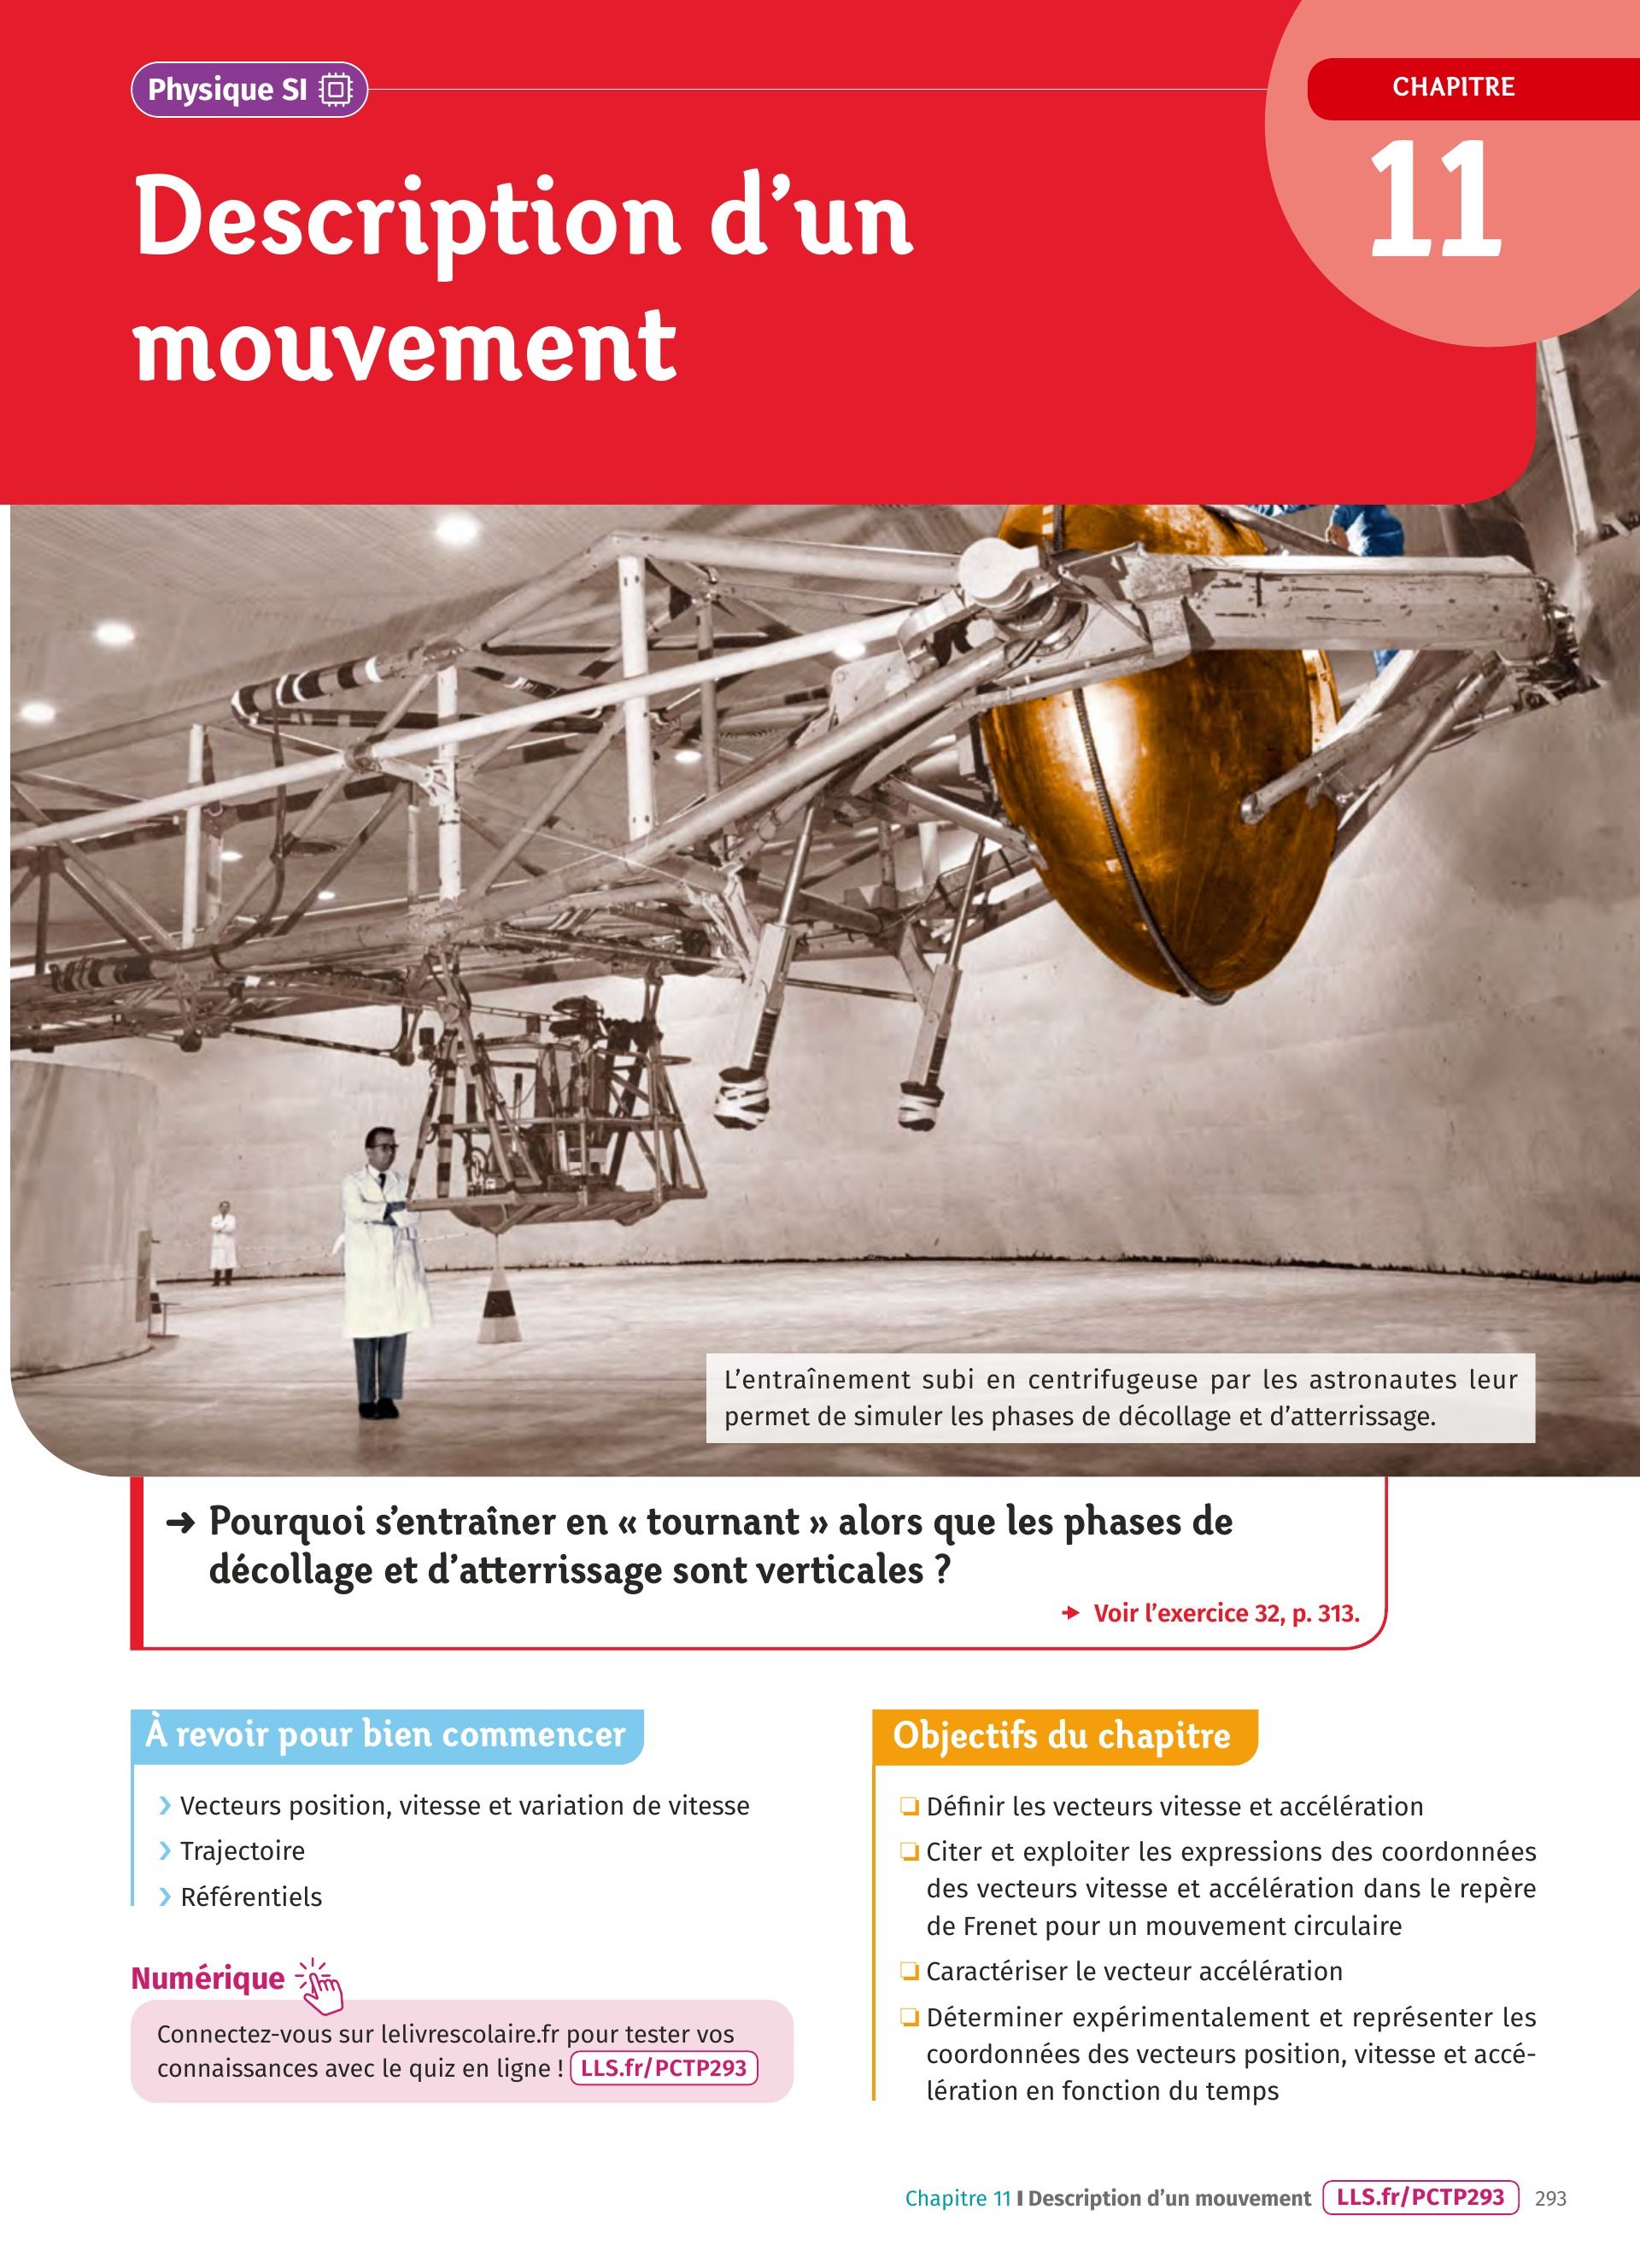 Physique SI
CHAPITRE
11
Description d’un
mouvement
L’entraînement subi en centrifugeuse par les astronautes leur
permet de simuler les phases de décollage et d’atterrissage.
➜ Pourquoi s’entraîner en « tournant » alors que les phases de
décollage et d’atterrissage sont verticales ?
Voir l’exercice 32, p. 313.
À revoir pour bien commencer
› Vecteurs position, vitesse et variation de vitesse
› Trajectoire
› Référentiels
Numérique
Connectez-vous sur lelivrescolaire.fr pour tester vos
connaissances avec le quiz en ligne ! LLS.fr/PCTP293
Objectifs du chapitre
❏ Définir les vecteurs vitesse et accélération
❏ Citer et exploiter les expressions des coordonnées
des vecteurs vitesse et accélération dans le repère
de Frenet pour un mouvement circulaire
❏ Caractériser le vecteur accélération
❏ Déterminer expérimentalement et représenter les
coordonnées des vecteurs position, vitesse et accé-
lération en fonction du temps
Chapitre 11 I Description d’un mouvement LLS.fr/PCTP293 293